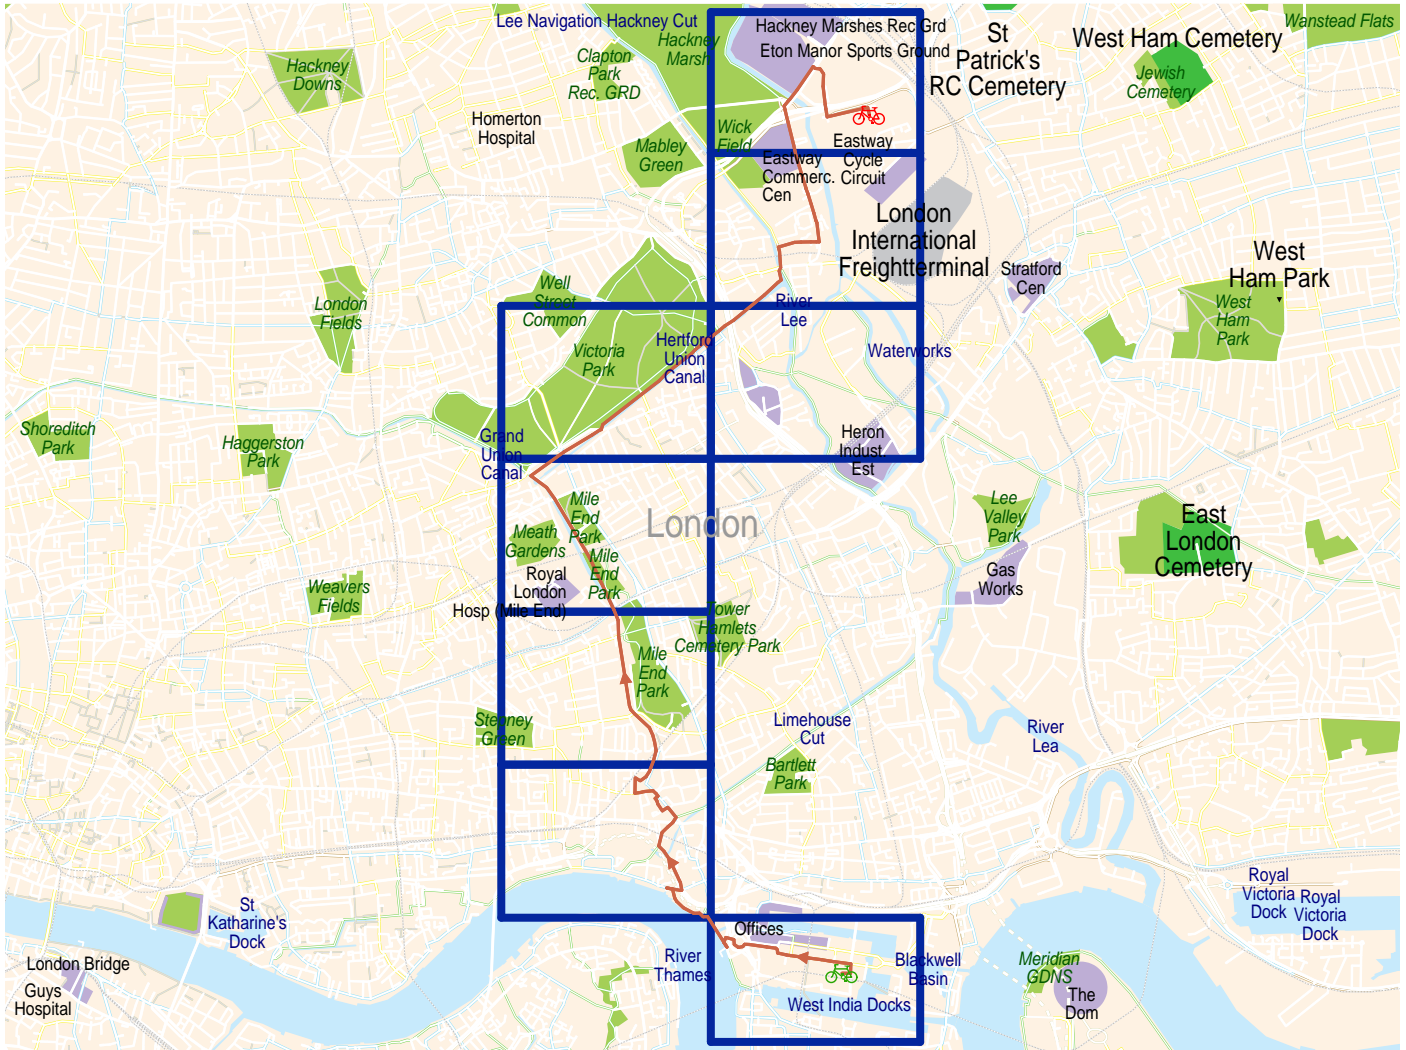 Lee Navigation Hackney Cut
Hackney
Marsh
Hackney Marshes Rec Grd
Eton Manor Sports Ground
St
Patrick's
RC Cemetery
West Ham Cemetery
Wanstead Flats
Jewish
Cemetery
Hackney
Downs
Clapton
Park
Rec. GRD
Homerton
Hospital
Mabley
Green
Wick
Field
Eastway
Commerc.
Cen
Eastway
Cycle
Circuit
London
International
Freightterminal
Stratford
Cen
West
Ham Park
West
Ham
Park
London
Fields
Well
Street
Common
Victoria
Park
Hertford
Union
Canal
River
Lee
Waterworks
Shoreditch
Park
Haggerston
Park
Grand
Union
Canal
Heron
Indust.
Est
London
Mile
End
Park
Meath
Gardens
Mile
End
Park
Royal
London
Hosp (Mile End)
Weavers
Fields
Lee
Valley
Park
Gas
Works
East
London
Cemetery
Tower
Hamlets
Cemetery Park
Mile
End
Park
Stepney
Green
Limehouse
Cut
Bartlett
Park
River
Lea
St
Katharine's
Dock
Royal
Victoria
Dock
Royal
Victoria
Dock
London Bridge
Guys
Hospital
River
Thames
Offices
West India Docks
Blackwell
Basin
Meridian
GDNS
The
Dom